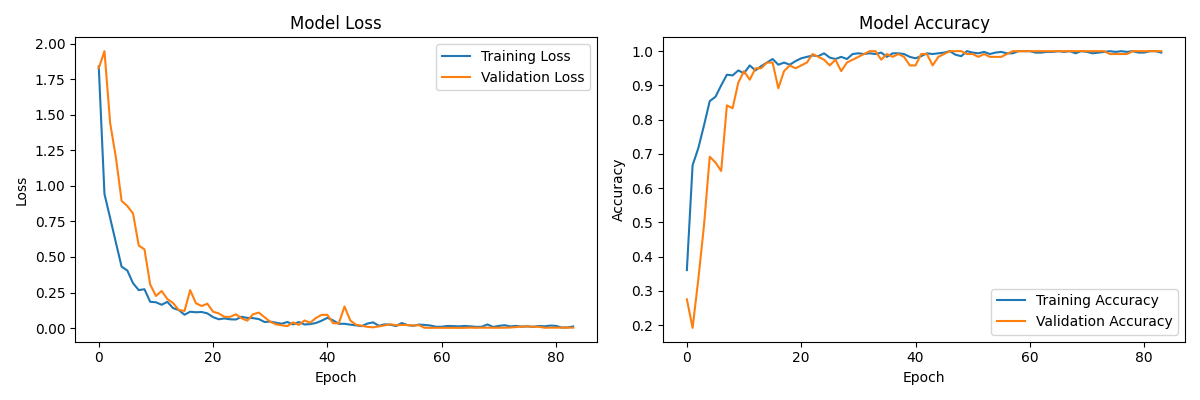 Model Loss
2.00
1.75
1.50
1.25
1.00
0.75
0.50
0.25
0.00
Loss
Training Loss
Validation Loss
0
20
40
60
80
Epoch
Model Accuracy
1.0
0.9
0.8
0.7
0.6
0.5
0.4
0.3
0.2
Accuracy
Training Accuracy
Validation Accuracy
0
20
40
60
80
Epoch